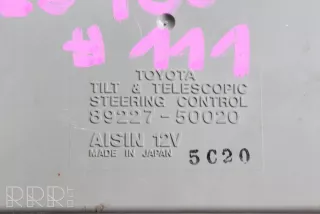 # 111
TOYOTA
TILT & TELESCOPIC
STEERING CONTROL
89227-50020
AISIN 12V
MADE IN JAPAN 5C20
RRR